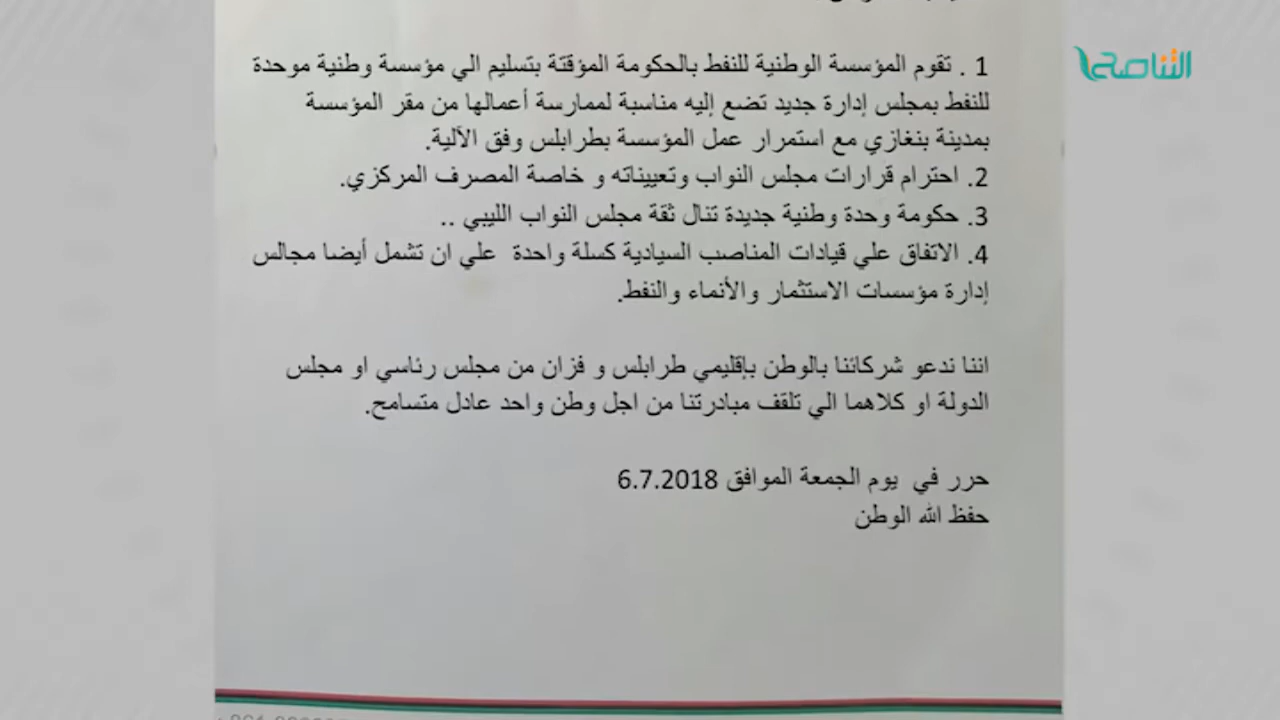 التناصح
1 . تقوم المؤسسة الوطنية للنفط بالحكومة المؤقتة بتسليم الي مؤسسة وطنية موحدة
للنفط بمجلس إدارة جديد تضع إليه مناسبة لممارسة أعمالها من مقر المؤسسة
بمدينة بنغازي مع استمرار عمل المؤسسة بطرابلس وفق الآلية.
2. احترام قرارات مجلس النواب وتعييناته و خاصة المصرف المركزي.
3. حكومة وحدة وطنية جديدة تنال ثقة مجلس النواب الليبي ..
4. الاتفاق علي قيادات المناصب السيادية كسلة واحدة علي ان تشمل أيضا مجالس
إدارة مؤسسات الاستثمار والأنماء والنفط.
اننا ندعو شركائنا بالوطن بإقليمي طرابلس و فزان من مجلس رئاسي او مجلس
الدولة او كلاهما الي تلقف مبادرتنا من اجل وطن واحد عادل متسامح.
حرر في يوم الجمعة الموافق 6.7.2018
حفظ الله الوطن